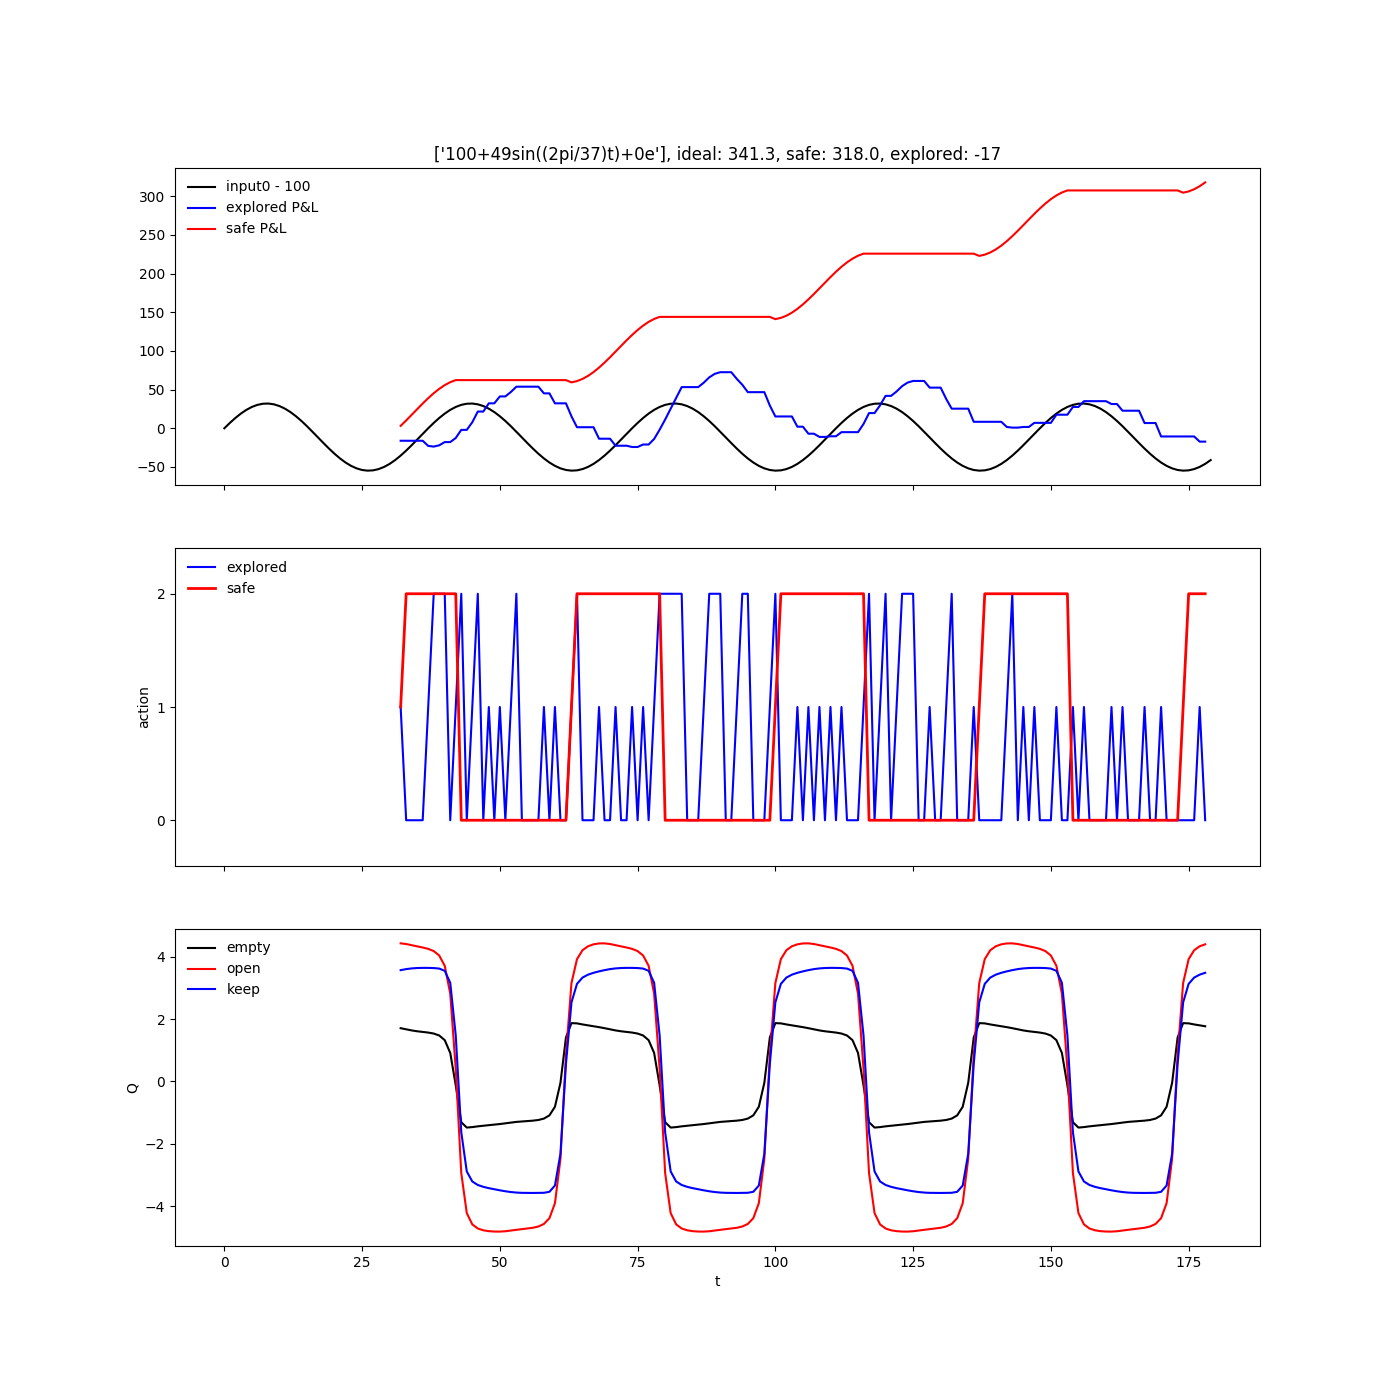 ['100+49sin((2pi/37)t)+0e'], ideal: 341.3, safe: 318.0, explored: -17
input0 - 100
explored P&L
safe P&L
300
250
200
150
100
50
0
−50
explored
safe
2
1
0
action
empty
open
keep
4
2
0
−2
−4
Q
0 25 50 75 100 125 150 175
t